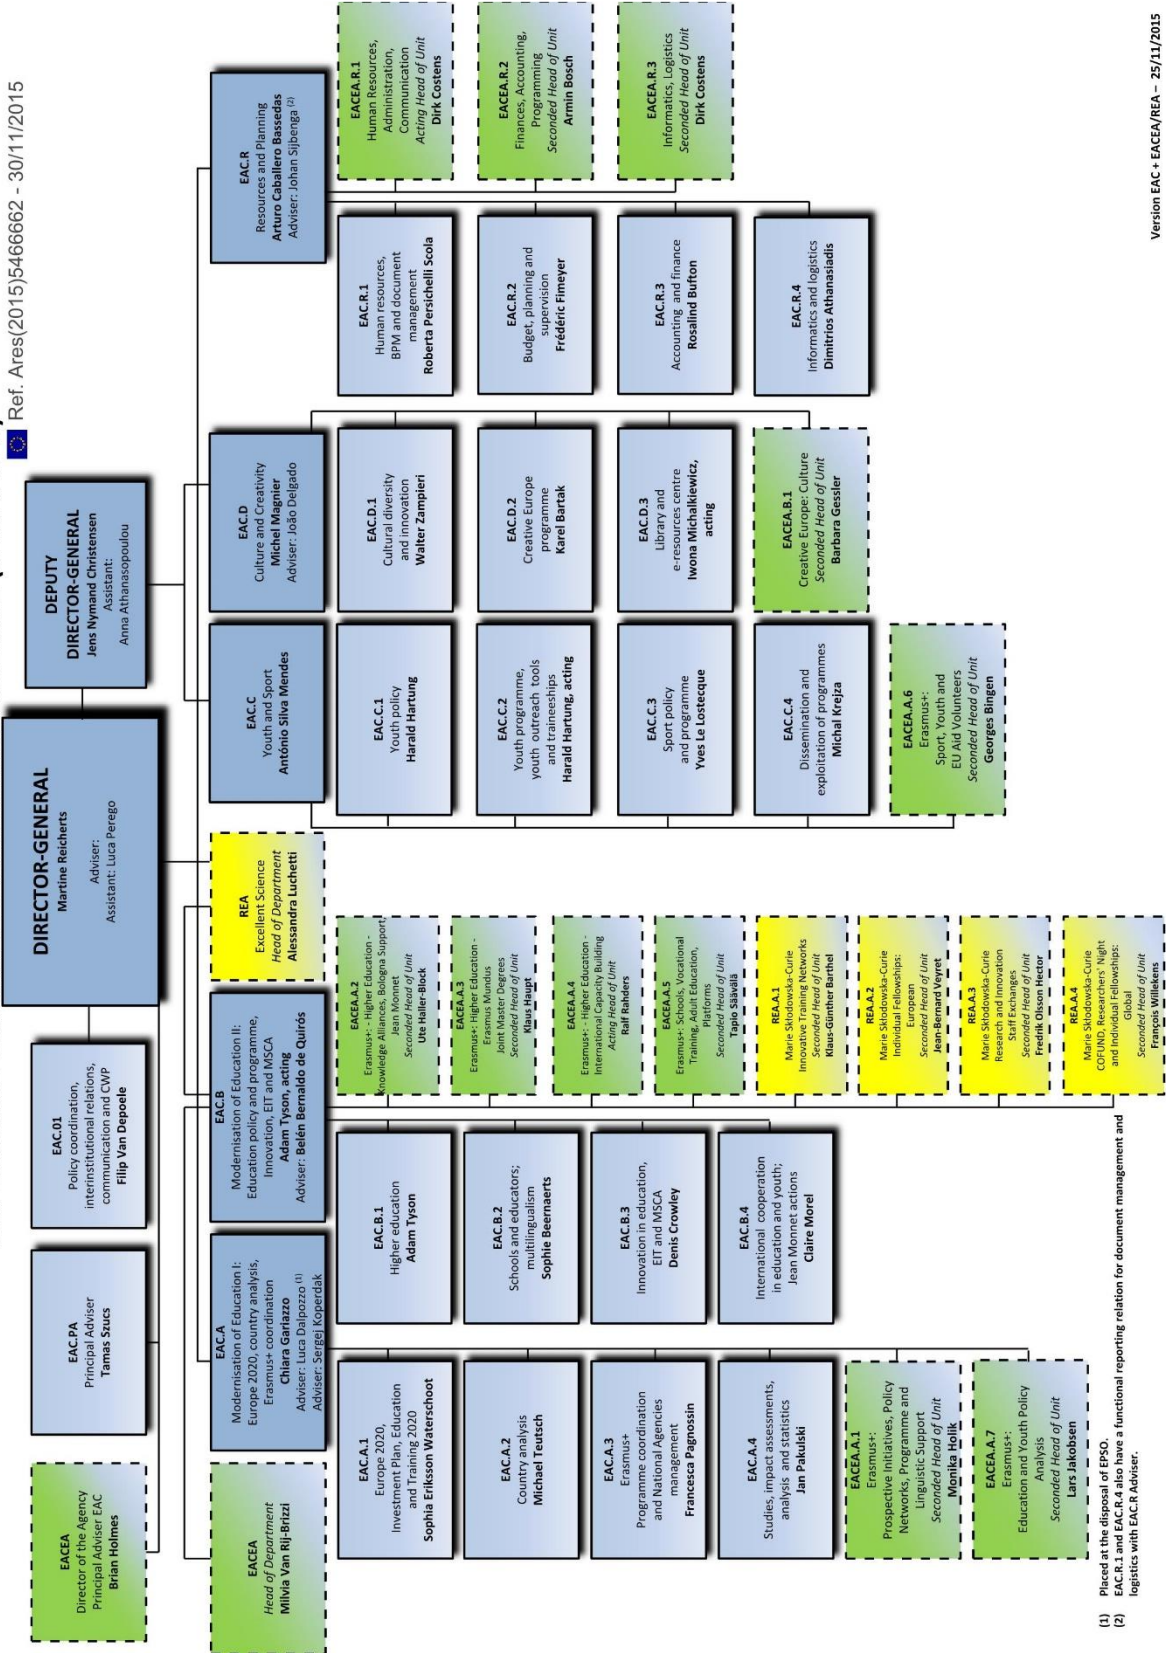 Ref. Ares(2015)5466662 - 30/11/2015
DIRECTOR-GENERAL
Martine Reicherts
Adviser:
Assistant: Luca Perego
DEPUTY
DIRECTOR-GENERAL
Jens Nymand Christensen
Assistant:
Anna Athanasopoulou
EACEA
Director of the Agency
Principal Adviser EAC
Brian Holmes
EAC.PA
Principal Adviser
Tamas Szucs
EAC.01
Policy coordination,
interinstitutional relations,
communication and CWP
Filip Van Depoele
EACEA
Head of Department
Milvia Van Rij-Brizzi
EAC.A
Modernisation of Education I:
Europe 2020, country analysis,
Erasmus+ coordination
Chiara Gariazzo
Adviser: Luca Dalpozzo (1)
Adviser: Sergej Koperdak
EAC.B
Modernisation of Education II:
Education policy and programme,
Innovation, EIT and MSCA
Adam Tyson, acting
Adviser: Belén Bernaldo de Quirós
REA
Excellent Science
Head of Department
Alessandra Luchetti
EAC.C
Youth and Sport
António Silva Mendes
EAC.D
Culture and Creativity
Michel Magnier
Adviser: João Delgado
EAC.R
Resources and Planning
Arturo Caballero Bassedas
Adviser: Johan Sijbenga (2)
EAC.A.1
Europe 2020,
Investment Plan, Education
and Training 2020
Sophia Eriksson Waterschoot
EAC.A.2
Country analysis
Michael Teutsch
EAC.A.3
Erasmus+
Programme coordination
and National Agencies
management
Francesca Pagnossin
EAC.A.4
Studies, impact assessments,
analysis and statistics
Jan Pakulski
EACEA.A.1
Erasmus+:
Prospective Initiatives, Policy
Networks, Programme and
Linguistic Support
Seconded Head of Unit
Monika Holik
EACEA.A.7
Erasmus+:
Education and Youth Policy
Analysis
Seconded Head of Unit
Lars Jakobsen
EAC.B.1
Higher education
Adam Tyson
EAC.B.2
Schools and educators;
multilingualism
Sophie Beernaerts
EAC.B.3
Innovation in education,
EIT and MSCA
Denis Crowley
EAC.B.4
International cooperation
in education and youth;
Jean Monnet actions
Claire Morel
EACEA.A.2
Erasmus+: - Higher Education -
Knowledge Alliances, Bologna Support,
Jean Monnet
Seconded Head of Unit
Ute Haller-Block
EACEA.A.3
Erasmus+: Higher Education -
Erasmus Mundus
Joint Master Degrees
Seconded Head of Unit
Klaus Haupt
EACEA.A.4
Erasmus+: - Higher Education -
International Capacity Building
Acting Head of Unit
Ralf Rahders
EACEA.A.5
Erasmus+: Schools, Vocational
Training, Adult Education,
Platforms
Seconded Head of Unit
Tapio Säävälä
REA.A.1
Marie Skłodowska-Curie
Innovative Training Networks
Seconded Head of Unit
Klaus-Günther Barthel
REA.A.2
Marie Skłodowska-Curie
Individual Fellowships:
European
Seconded Head of Unit
Jean-Bernard Veyret
REA.A.3
Marie Skłodowska-Curie
Research and Innovation
Staff Exchanges
Seconded Head of Unit
Fredrik Olsson Hector
REA.A.4
Marie Skłodowska-Curie
COFUND, Researchers' Night
and Individual Fellowships:
Global
Seconded Head of Unit
François Willekens
EAC.C.1
Youth policy
Harald Hartung
EAC.C.2
Youth programme,
youth outreach tools
and traineeships
Harald Hartung, acting
EAC.C.3
Sport policy
and programme
Yves Le Lostecque
EAC.C.4
Dissemination and
exploitation of programmes
Michal Krejza
EACEA.A.6
Erasmus+:
Sport, Youth and
EU Aid Volunteers
Seconded Head of Unit
Georges Bingen
EAC.D.1
Cultural diversity
and innovation
Walter Zampieri
EAC.D.2
Creative Europe
programme
Karel Bartak
EAC.D.3
Library and
e-resources centre
Iwona Michalkiewicz,
acting
EACEA.B.1
Creative Europe: Culture
Seconded Head of Unit
Barbara Gessler
EAC.R.1
Human resources,
BPM and document
management
Roberta Persichelli Scola
EAC.R.2
Budget, planning and
supervision
Frédéric Fimeyer
EAC.R.3
Accounting and finance
Rosalind Bufton
EAC.R.4
Informatics and logistics
Dimitrios Athanasiadis
EACEA.R.1
Human Resources,
Administration,
Communication
Acting Head of Unit
Dirk Costens
EACEA.R.2
Finances, Accounting,
Programming
Seconded Head of Unit
Armin Bosch
EACEA.R.3
Informatics, Logistics
Seconded Head of Unit
Dirk Costens
(1) Placed at the disposal of EPSO.
(2) EAC.R.1 and EAC.R.4 also have a functional reporting relation for document management and
logistics with EAC.R Adviser.
Version EAC + EACEA/REA – 25/11/2015